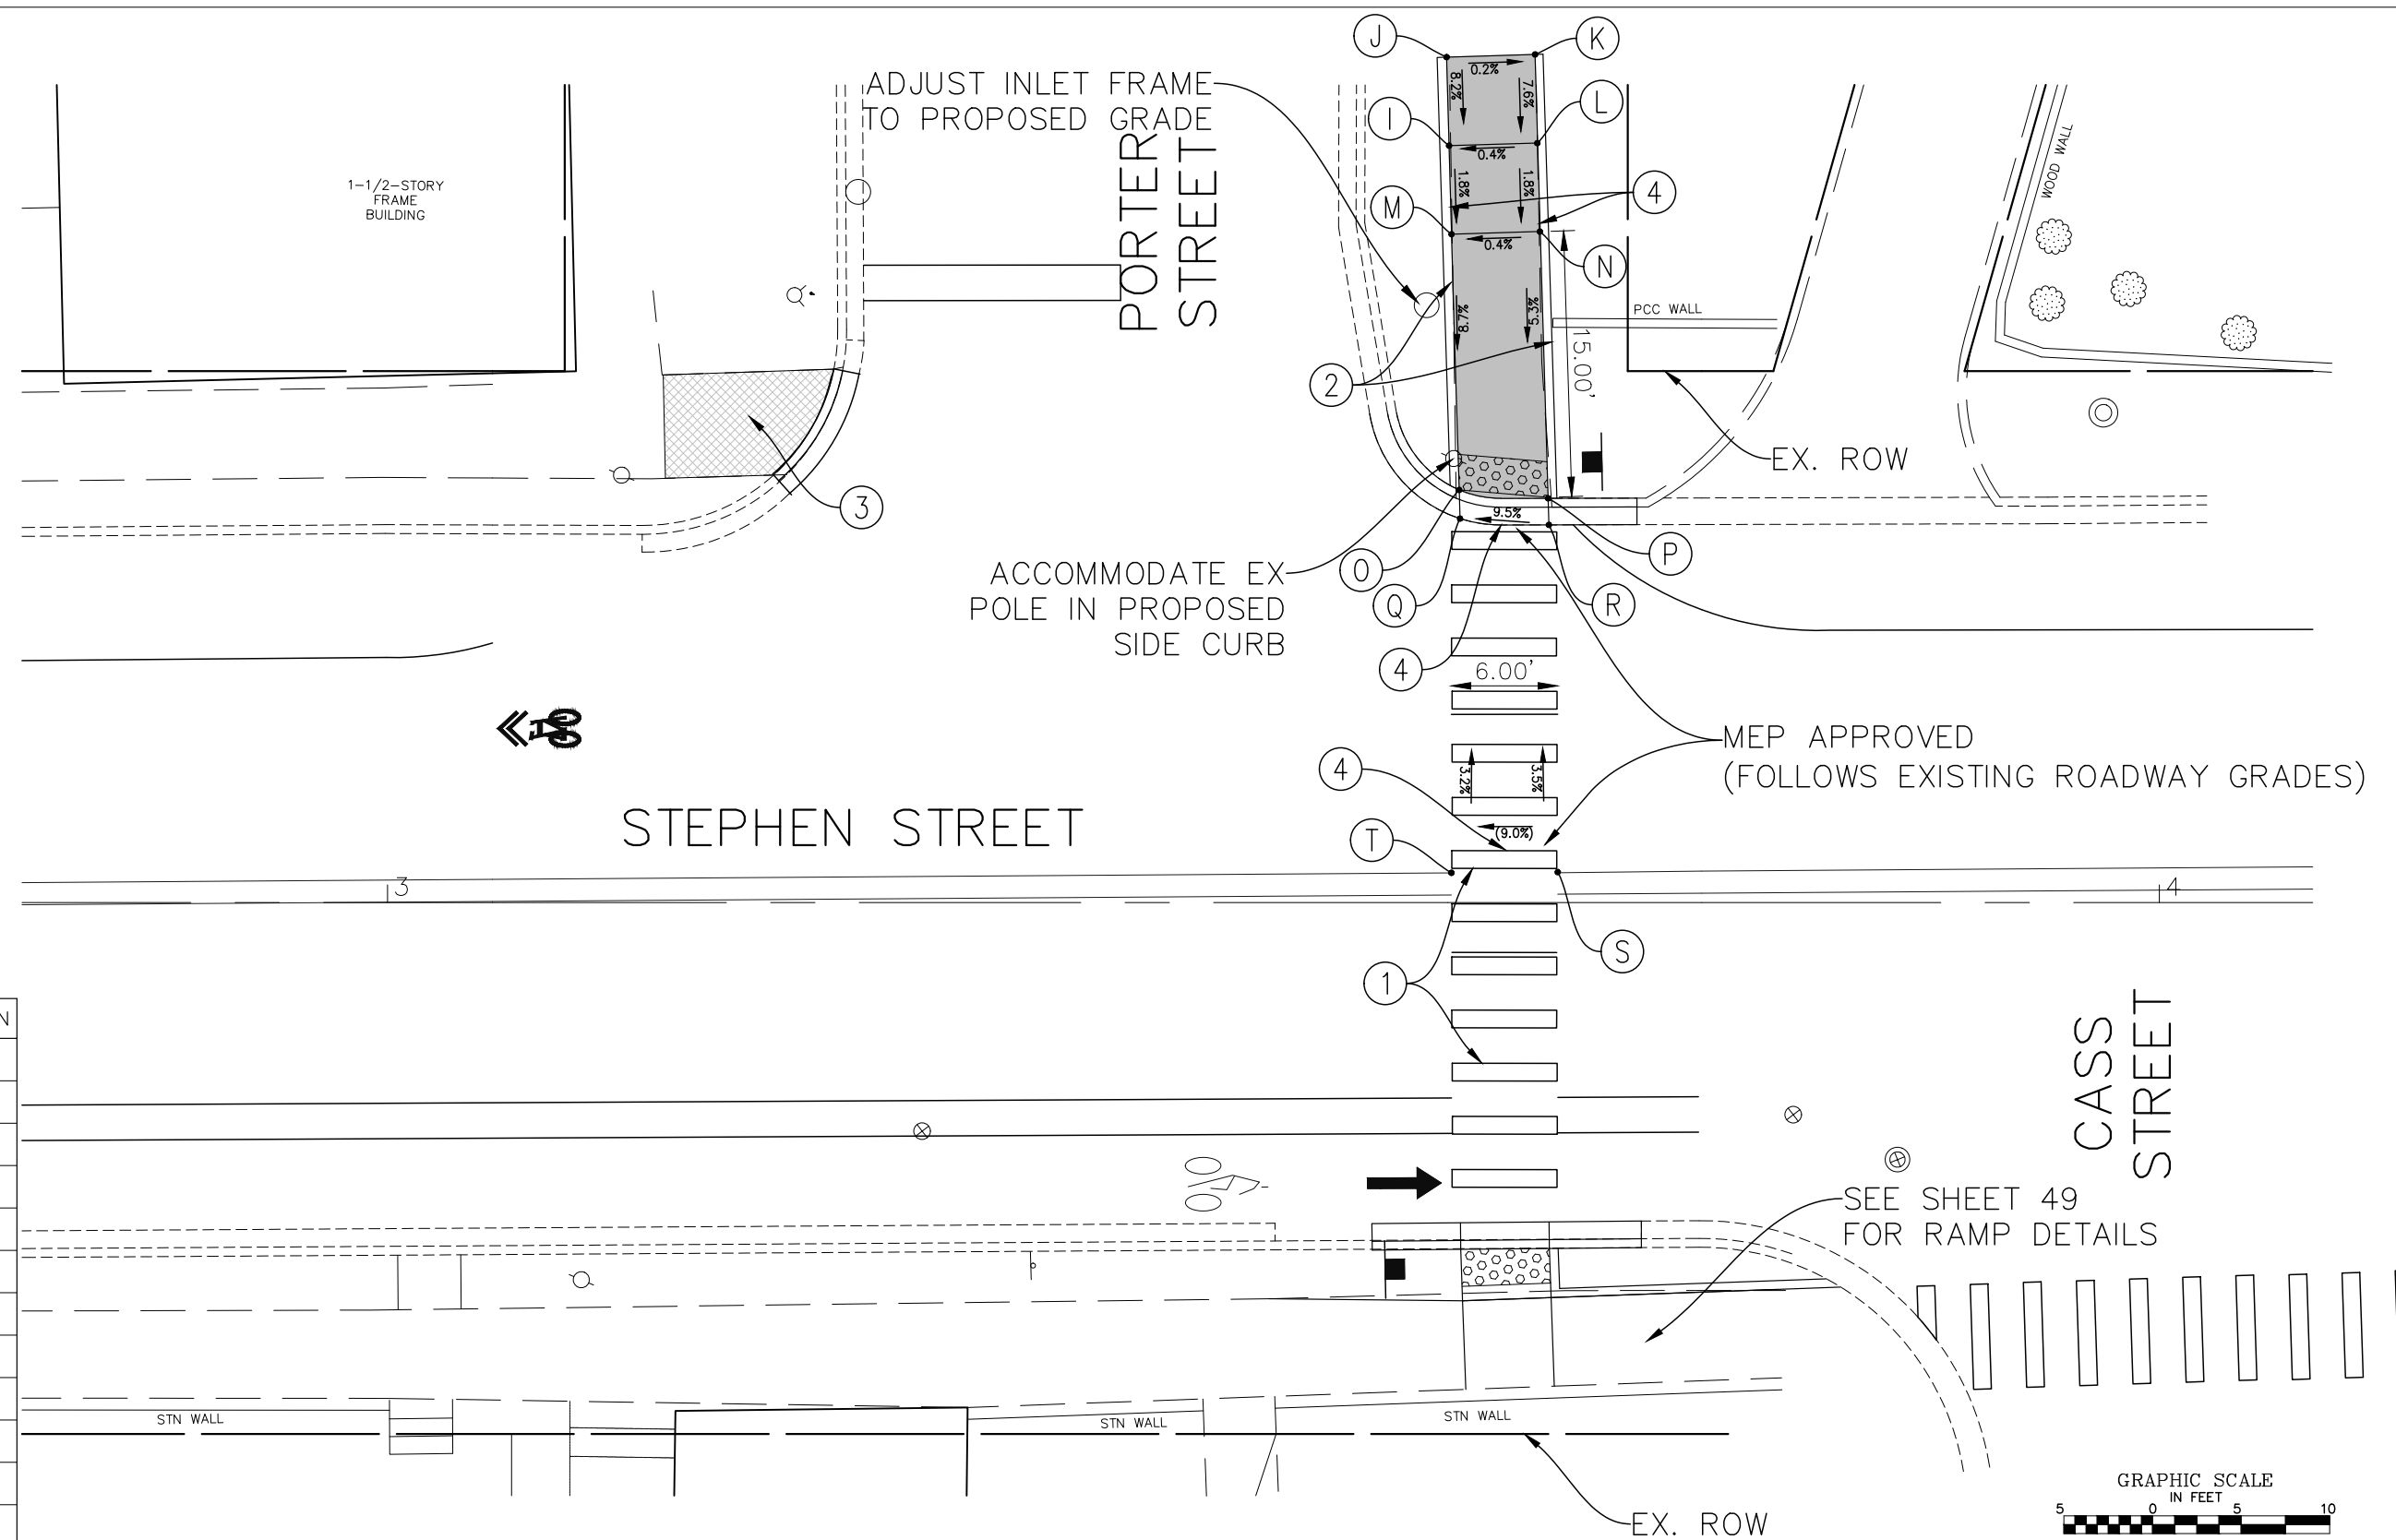 J
K
ADJUST INLET FRAME
TO PROPOSED GRADE
0.2%
8.2%
7.6%
I
L
PORTER
STREET
0.4%
WOOD WALL
1-1/2-STORY
FRAME
BUILDING
1.8%
1.8%
4
M
0.4%
N
PCC WALL
8.7%
5.3%
15.00'
2
EX. ROW
3
9.5%
ACCOMMODATE EX
POLE IN PROPOSED
SIDE CURB
O
P
Q
R
4
6.00'
MEP APPROVED
(FOLLOWS EXISTING ROADWAY GRADES)
4
3.2%
3.5%
STEPHEN STREET
(9.0%)
T
3
4
S
1
N
CASS
STREET
SEE SHEET 49
FOR RAMP DETAILS
STN WALL
STN WALL
STN WALL
EX. ROW
GRAPHIC SCALE
IN FEET
5 0 5 10